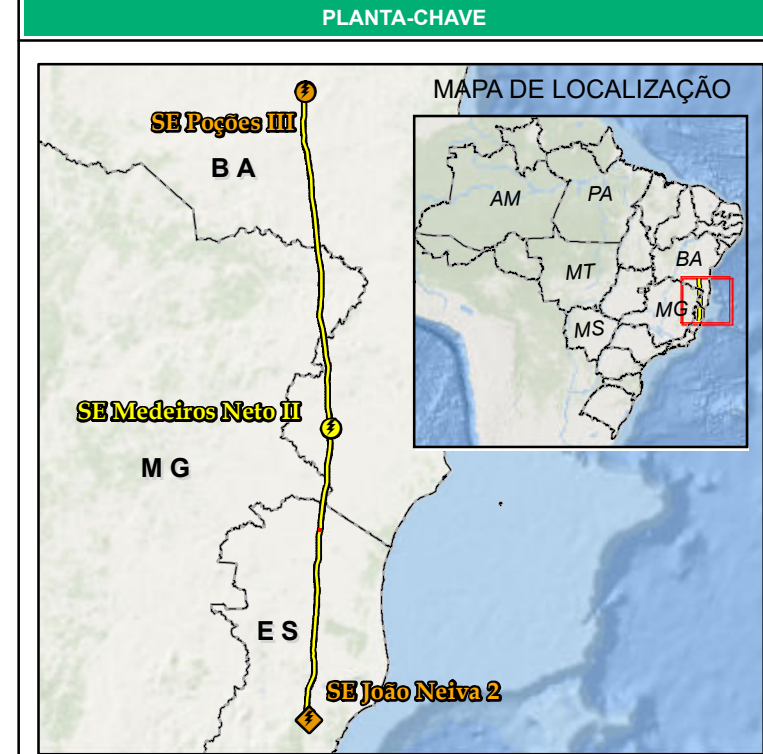 PLANTA-CHAVE
MAPA DE LOCALIZAÇÃO
SE Poções III
B A
AM
PA
BA
MT
MG
MS
SE Medeiros Neto II
M G
E S
SE João Neiva 2